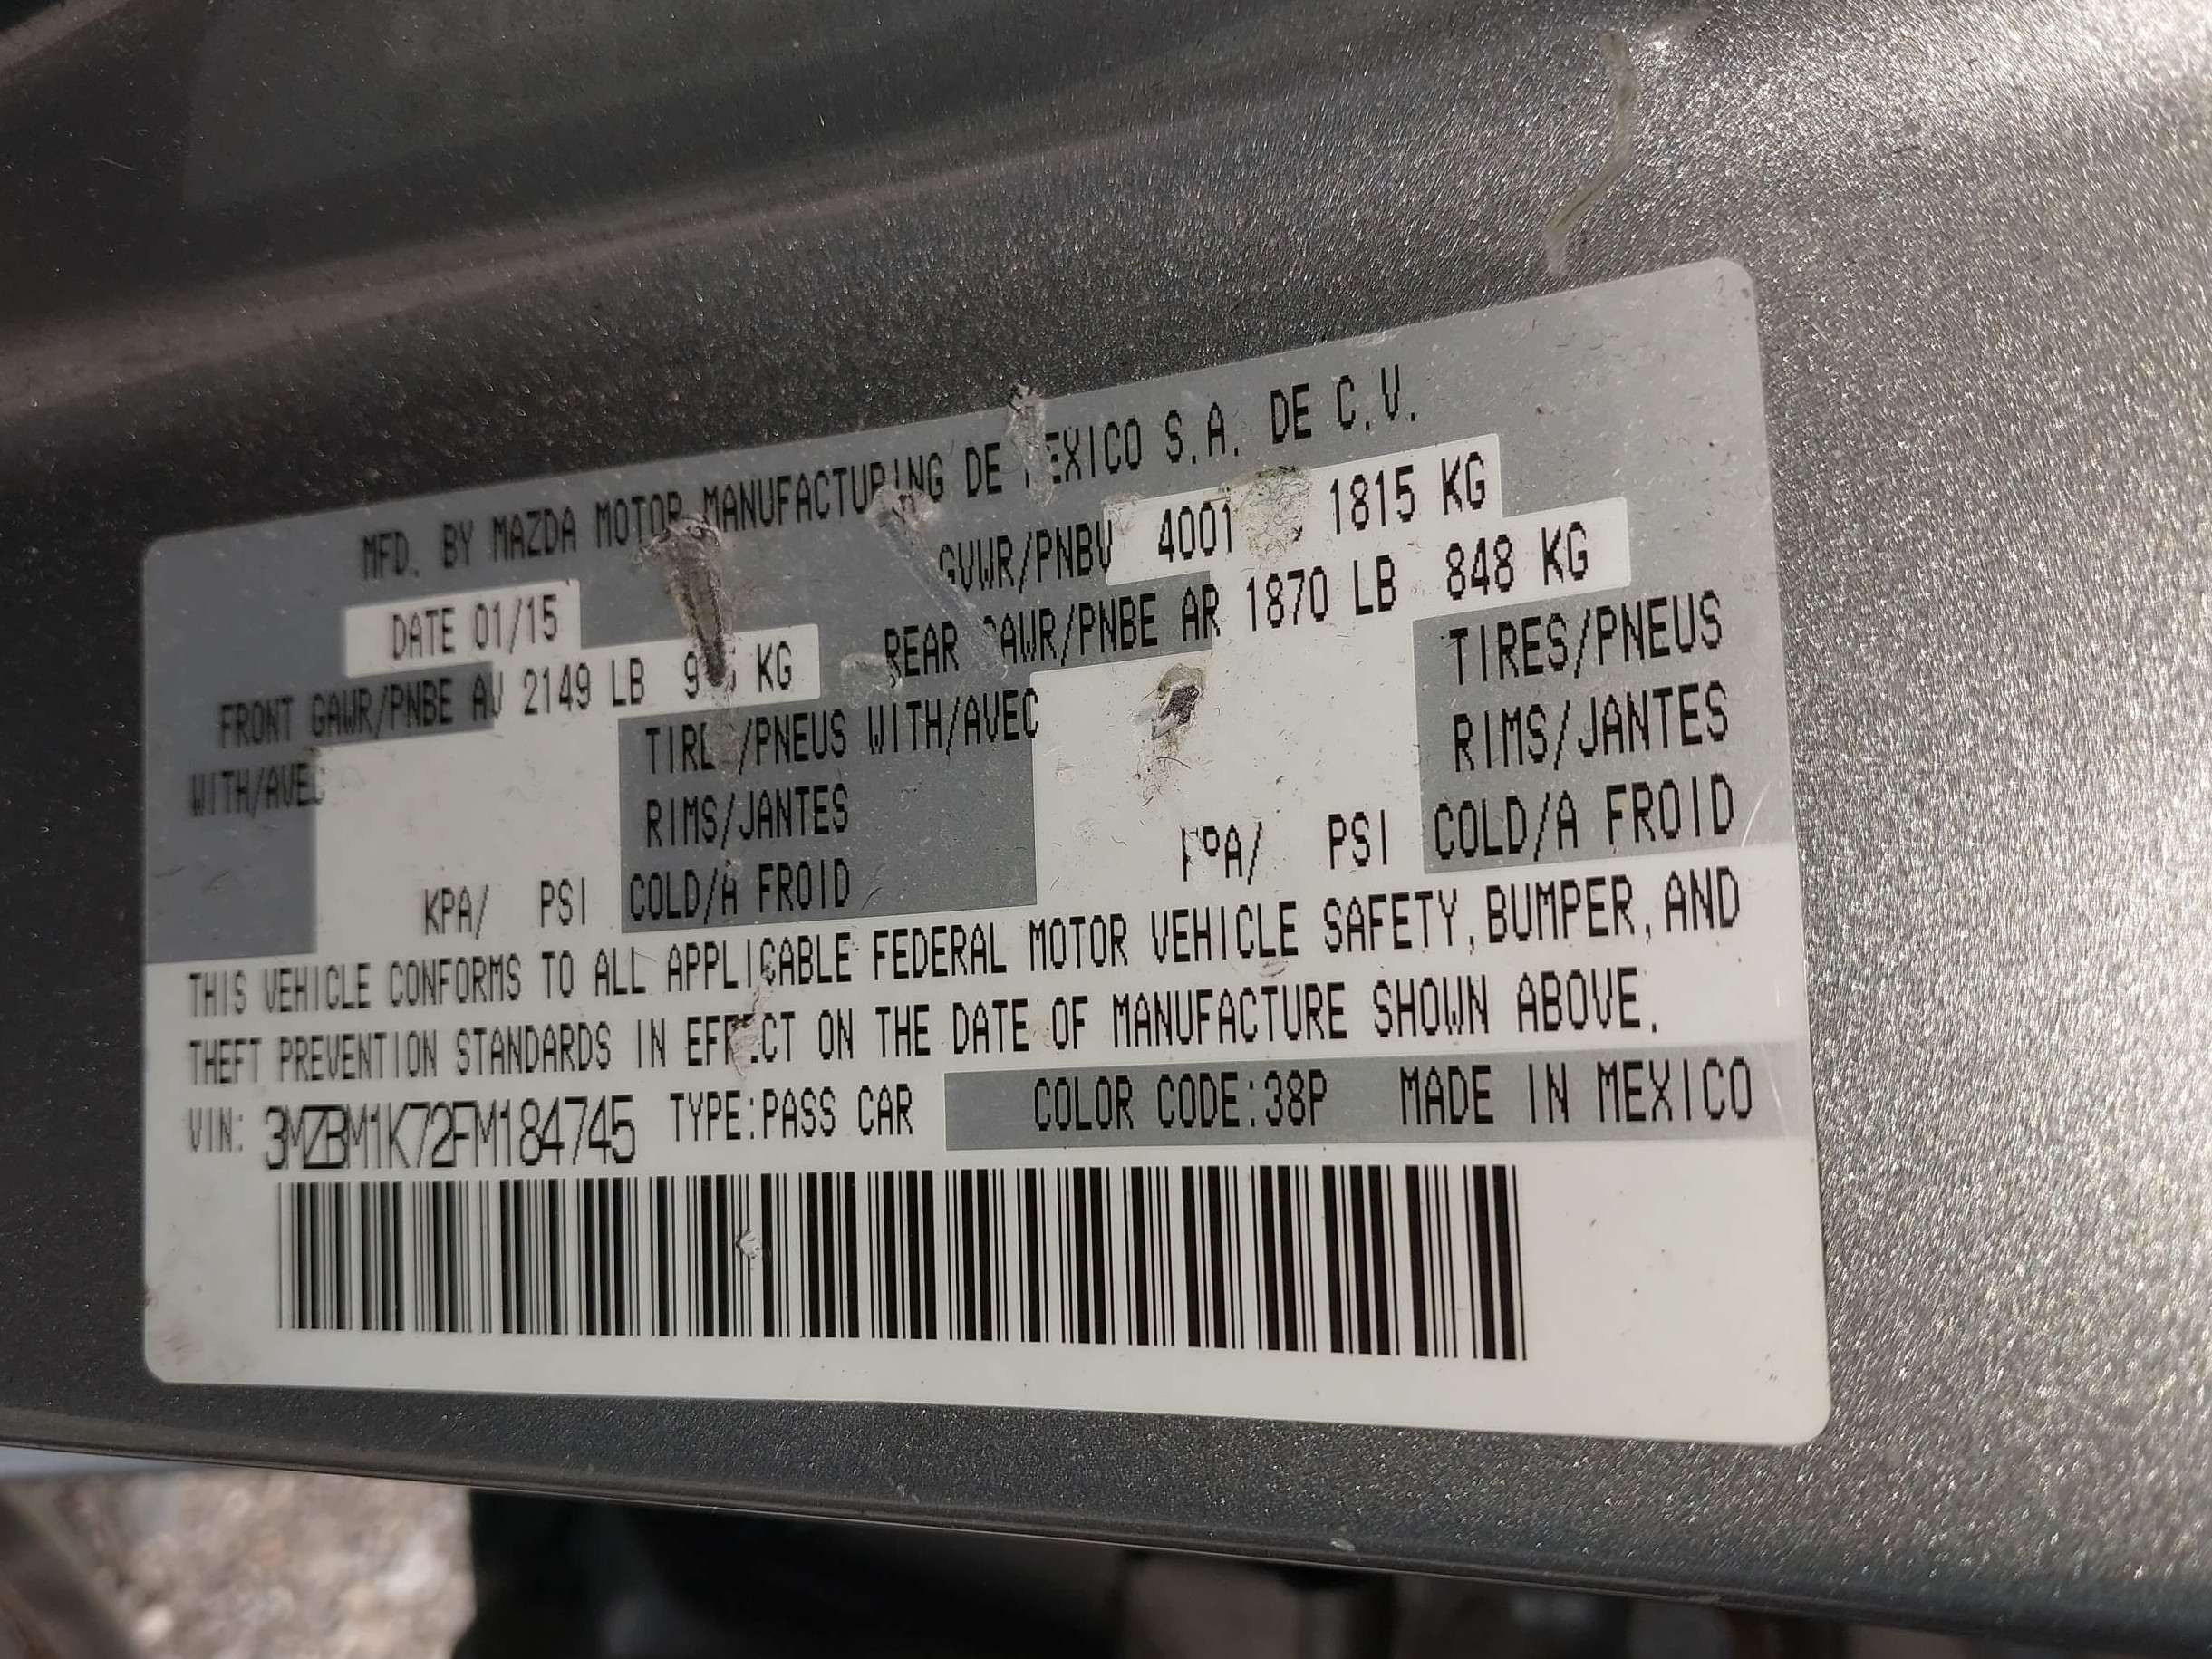 MFD. BY MAZDA MOTOR MANUFACTURING DE MEXICO S.A. DE C.V.
DATE 01/15 GVWR/PNBV 4001 1815 KG
FRONT GAWR/PNBE AV 2149 LB KG REAR GAWR/PNBE AR 1870 LB 848 KG
WITH/AVEC TIRES/PNEUS WITH/AVEC TIRES/PNEUS
RIMS/JANTES RIMS/JANTES
KPA/ PSI COLD/A FROID KPA/ PSI COLD/A FROID
THIS VEHICLE CONFORMS TO ALL APPLICABLE FEDERAL MOTOR VEHICLE SAFETY, BUMPER, AND
THEFT PREVENTION STANDARDS IN EFFECT ON THE DATE OF MANUFACTURE SHOWN ABOVE.
VIN: 3MZBM1K72FM184745 TYPE:PASS CAR COLOR CODE:38P MADE IN MEXICO